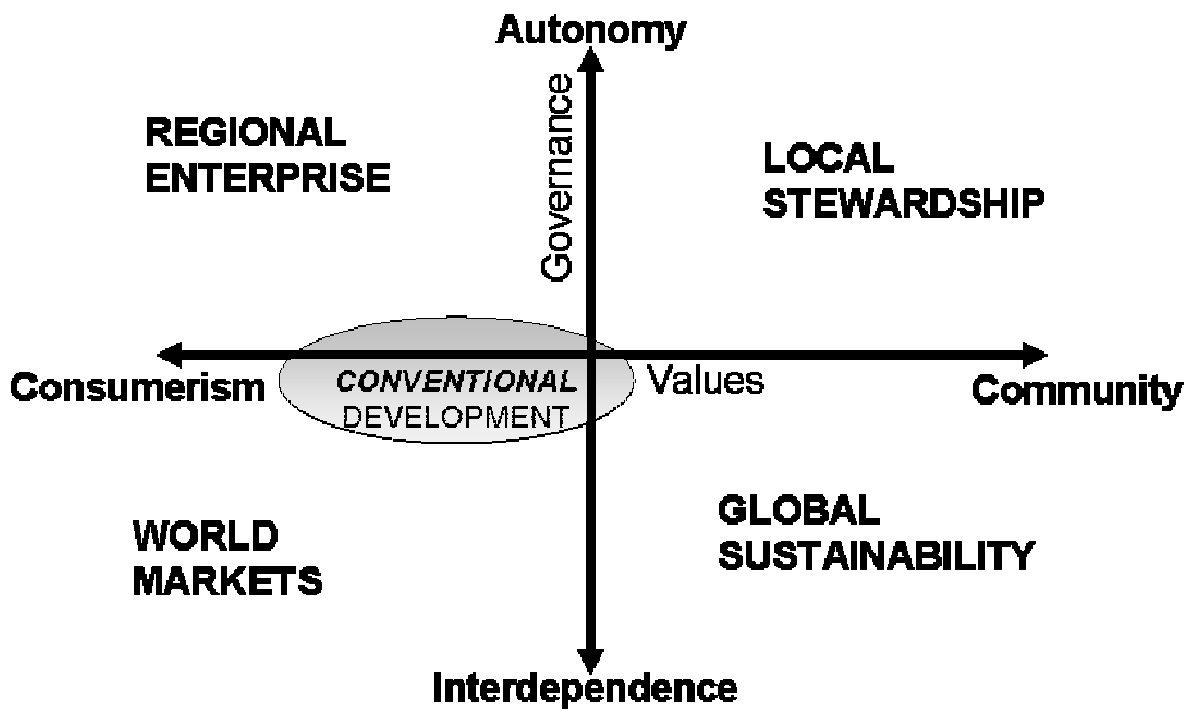 Autonomy
Governance
REGIONAL
ENTERPRISE
LOCAL
STEWARDSHIP
Consumerism
CONVENTIONAL
DEVELOPMENT
Values
Community
WORLD
MARKETS
GLOBAL
SUSTAINABILITY
Interdependence